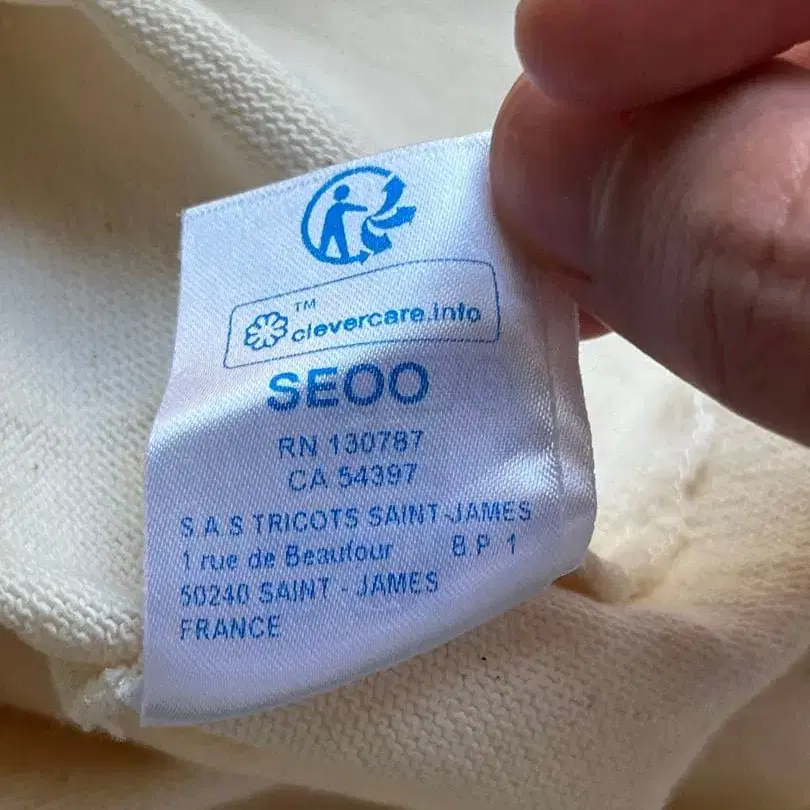 TM
clevercare.info
SEOO
RN 130787
CA 54397
S.A.S TRICOTS SAINT-JAMES
1 rue de Beaufour B.P 1
50240 SAINT - JAMES
FRANCE